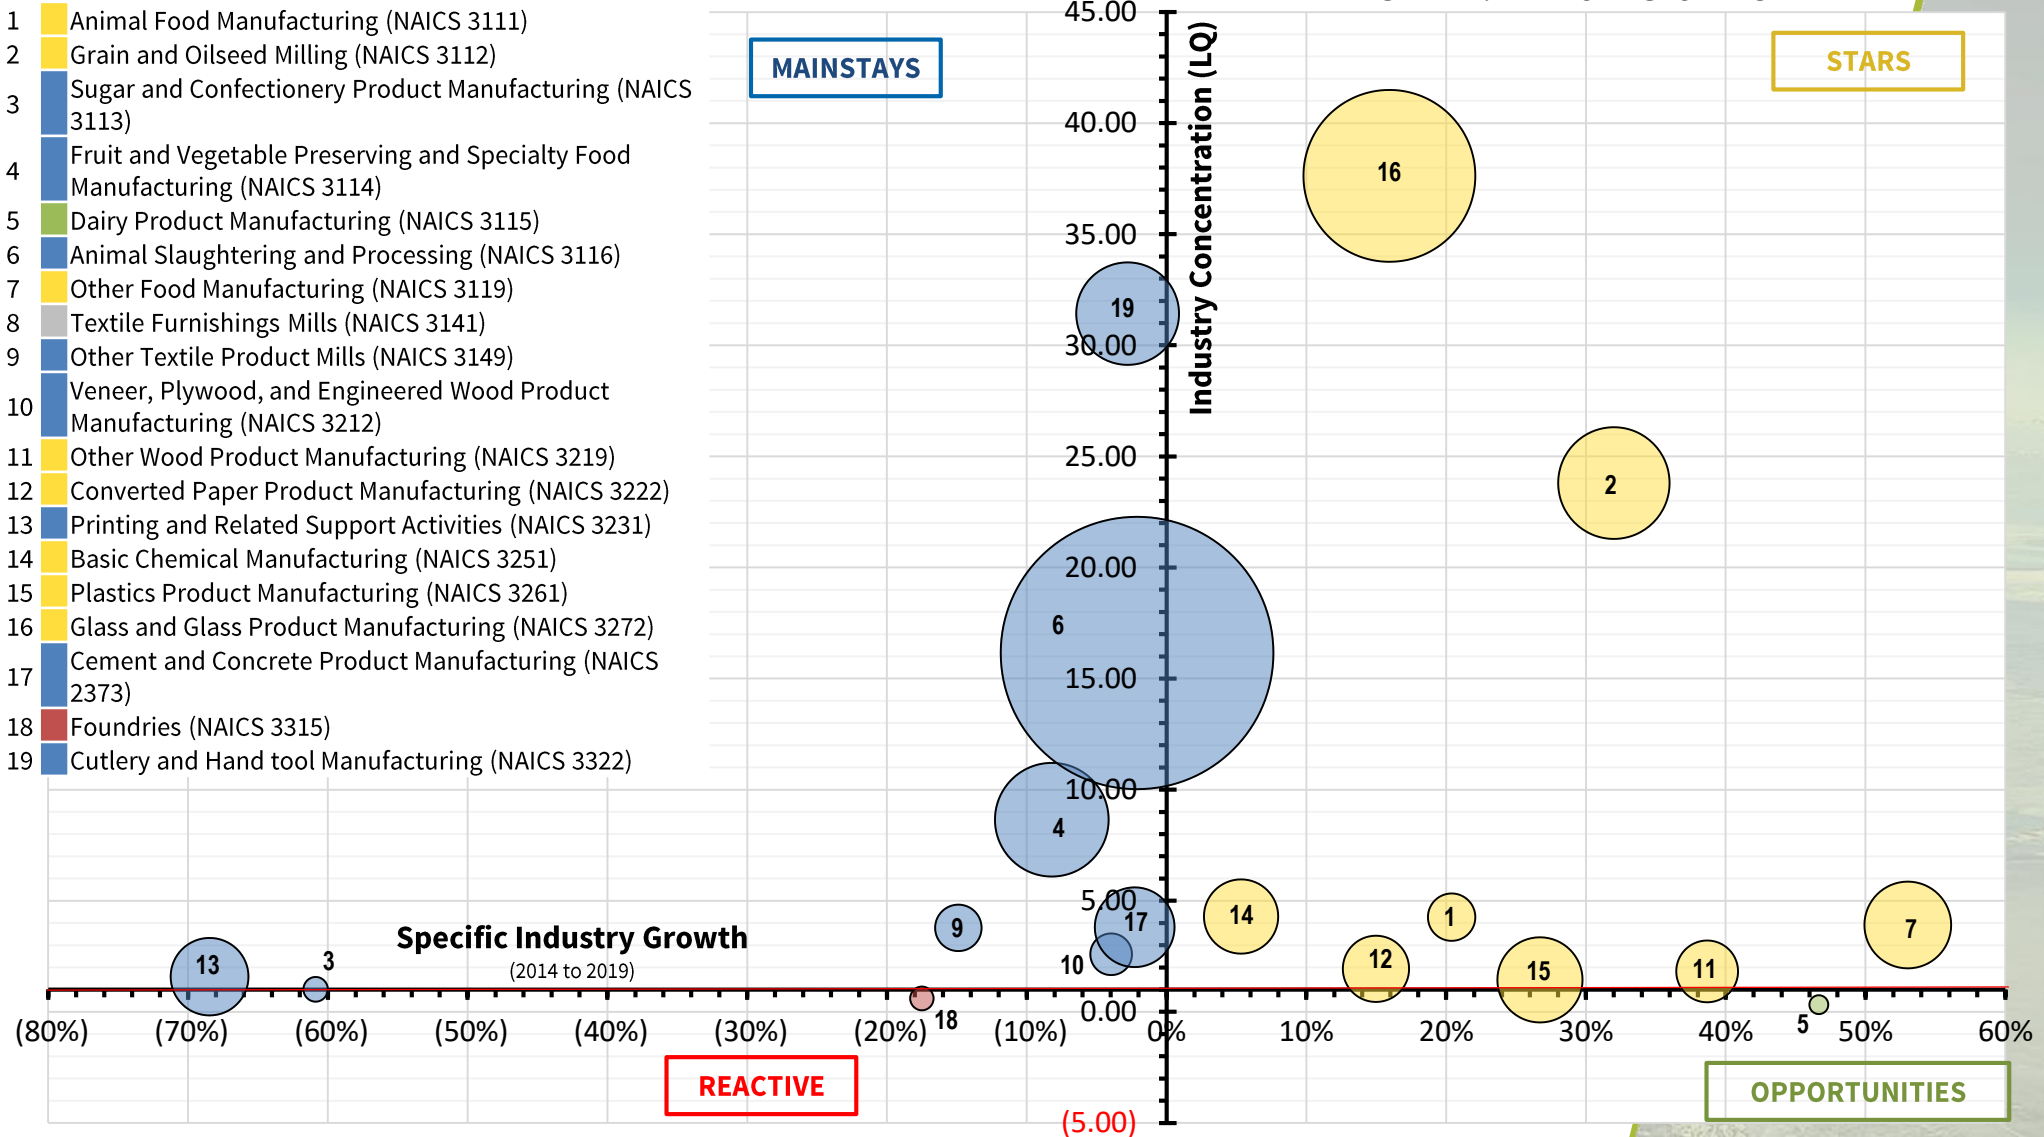 1 Animal Food Manufacturing (NAICS 3111)
2 Grain and Oilseed Milling (NAICS 3112)
3 Sugar and Confectionery Product Manufacturing (NAICS
3113)
4 Fruit and Vegetable Preserving and Specialty Food
Manufacturing (NAICS 3114)
5 Dairy Product Manufacturing (NAICS 3115)
6 Animal Slaughtering and Processing (NAICS 3116)
7 Other Food Manufacturing (NAICS 3119)
8 Textile Furnishings Mills (NAICS 3141)
9 Other Textile Product Mills (NAICS 3149)
10 Veneer, Plywood, and Engineered Wood Product
Manufacturing (NAICS 3212)
11 Other Wood Product Manufacturing (NAICS 3219)
12 Converted Paper Product Manufacturing (NAICS 3222)
13 Printing and Related Support Activities (NAICS 3231)
14 Basic Chemical Manufacturing (NAICS 3251)
15 Plastics Product Manufacturing (NAICS 3261)
16 Glass and Glass Product Manufacturing (NAICS 3272)
17 Cement and Concrete Product Manufacturing (NAICS
2373)
18 Foundries (NAICS 3315)
19 Cutlery and Hand tool Manufacturing (NAICS 3322)
MAINSTAYS
STARS
Industry Concentration (LQ)
45.00
40.00
35.00
30.00
25.00
20.00
15.00
10.00
5.00
0.00
(5.00)
16
19
2
6
4
14
1
7
9
17
10
12
15
11
13
3
18
5
Specific Industry Growth
(2014 to 2019)
(80%) (70%) (60%) (50%) (40%) (30%) (20%) (10%) 0% 10% 20% 30% 40% 50% 60%
REACTIVE
OPPORTUNITIES